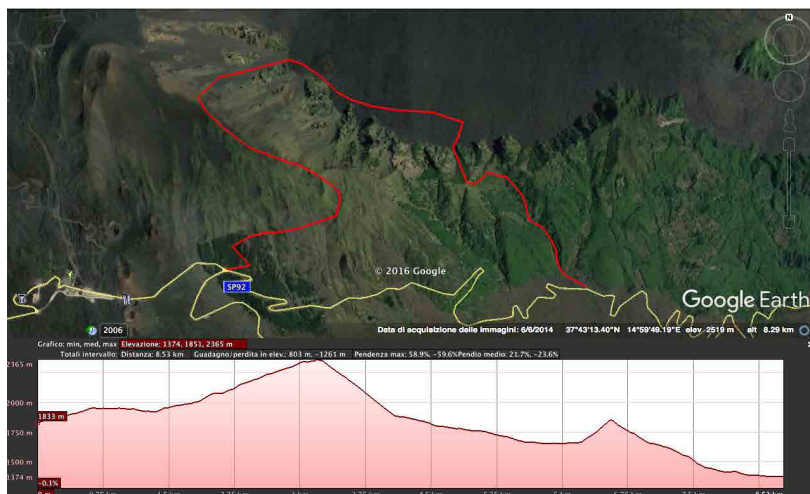 N
SP92
© 2016 Google
Google Earth
2006
Data di acquisizione delle immagini: 6/6/2014 37°43'13.40"N 14°59'49.19"E elev 2519 m alt 8.29 km
Grafico: min, med, max Elevazione: 1374, 1851, 2365 m
Totali intervallo: Distanza: 8.53 km Guadagno/perdita in elev.: 803 m, -1261 m Pendenza max: 58.9%, -59.6% Pendio medio: 21.7%, -23.6%
2365 m
2000 m
1833 m
1750 m
1500 m
1374 m
-0.1%